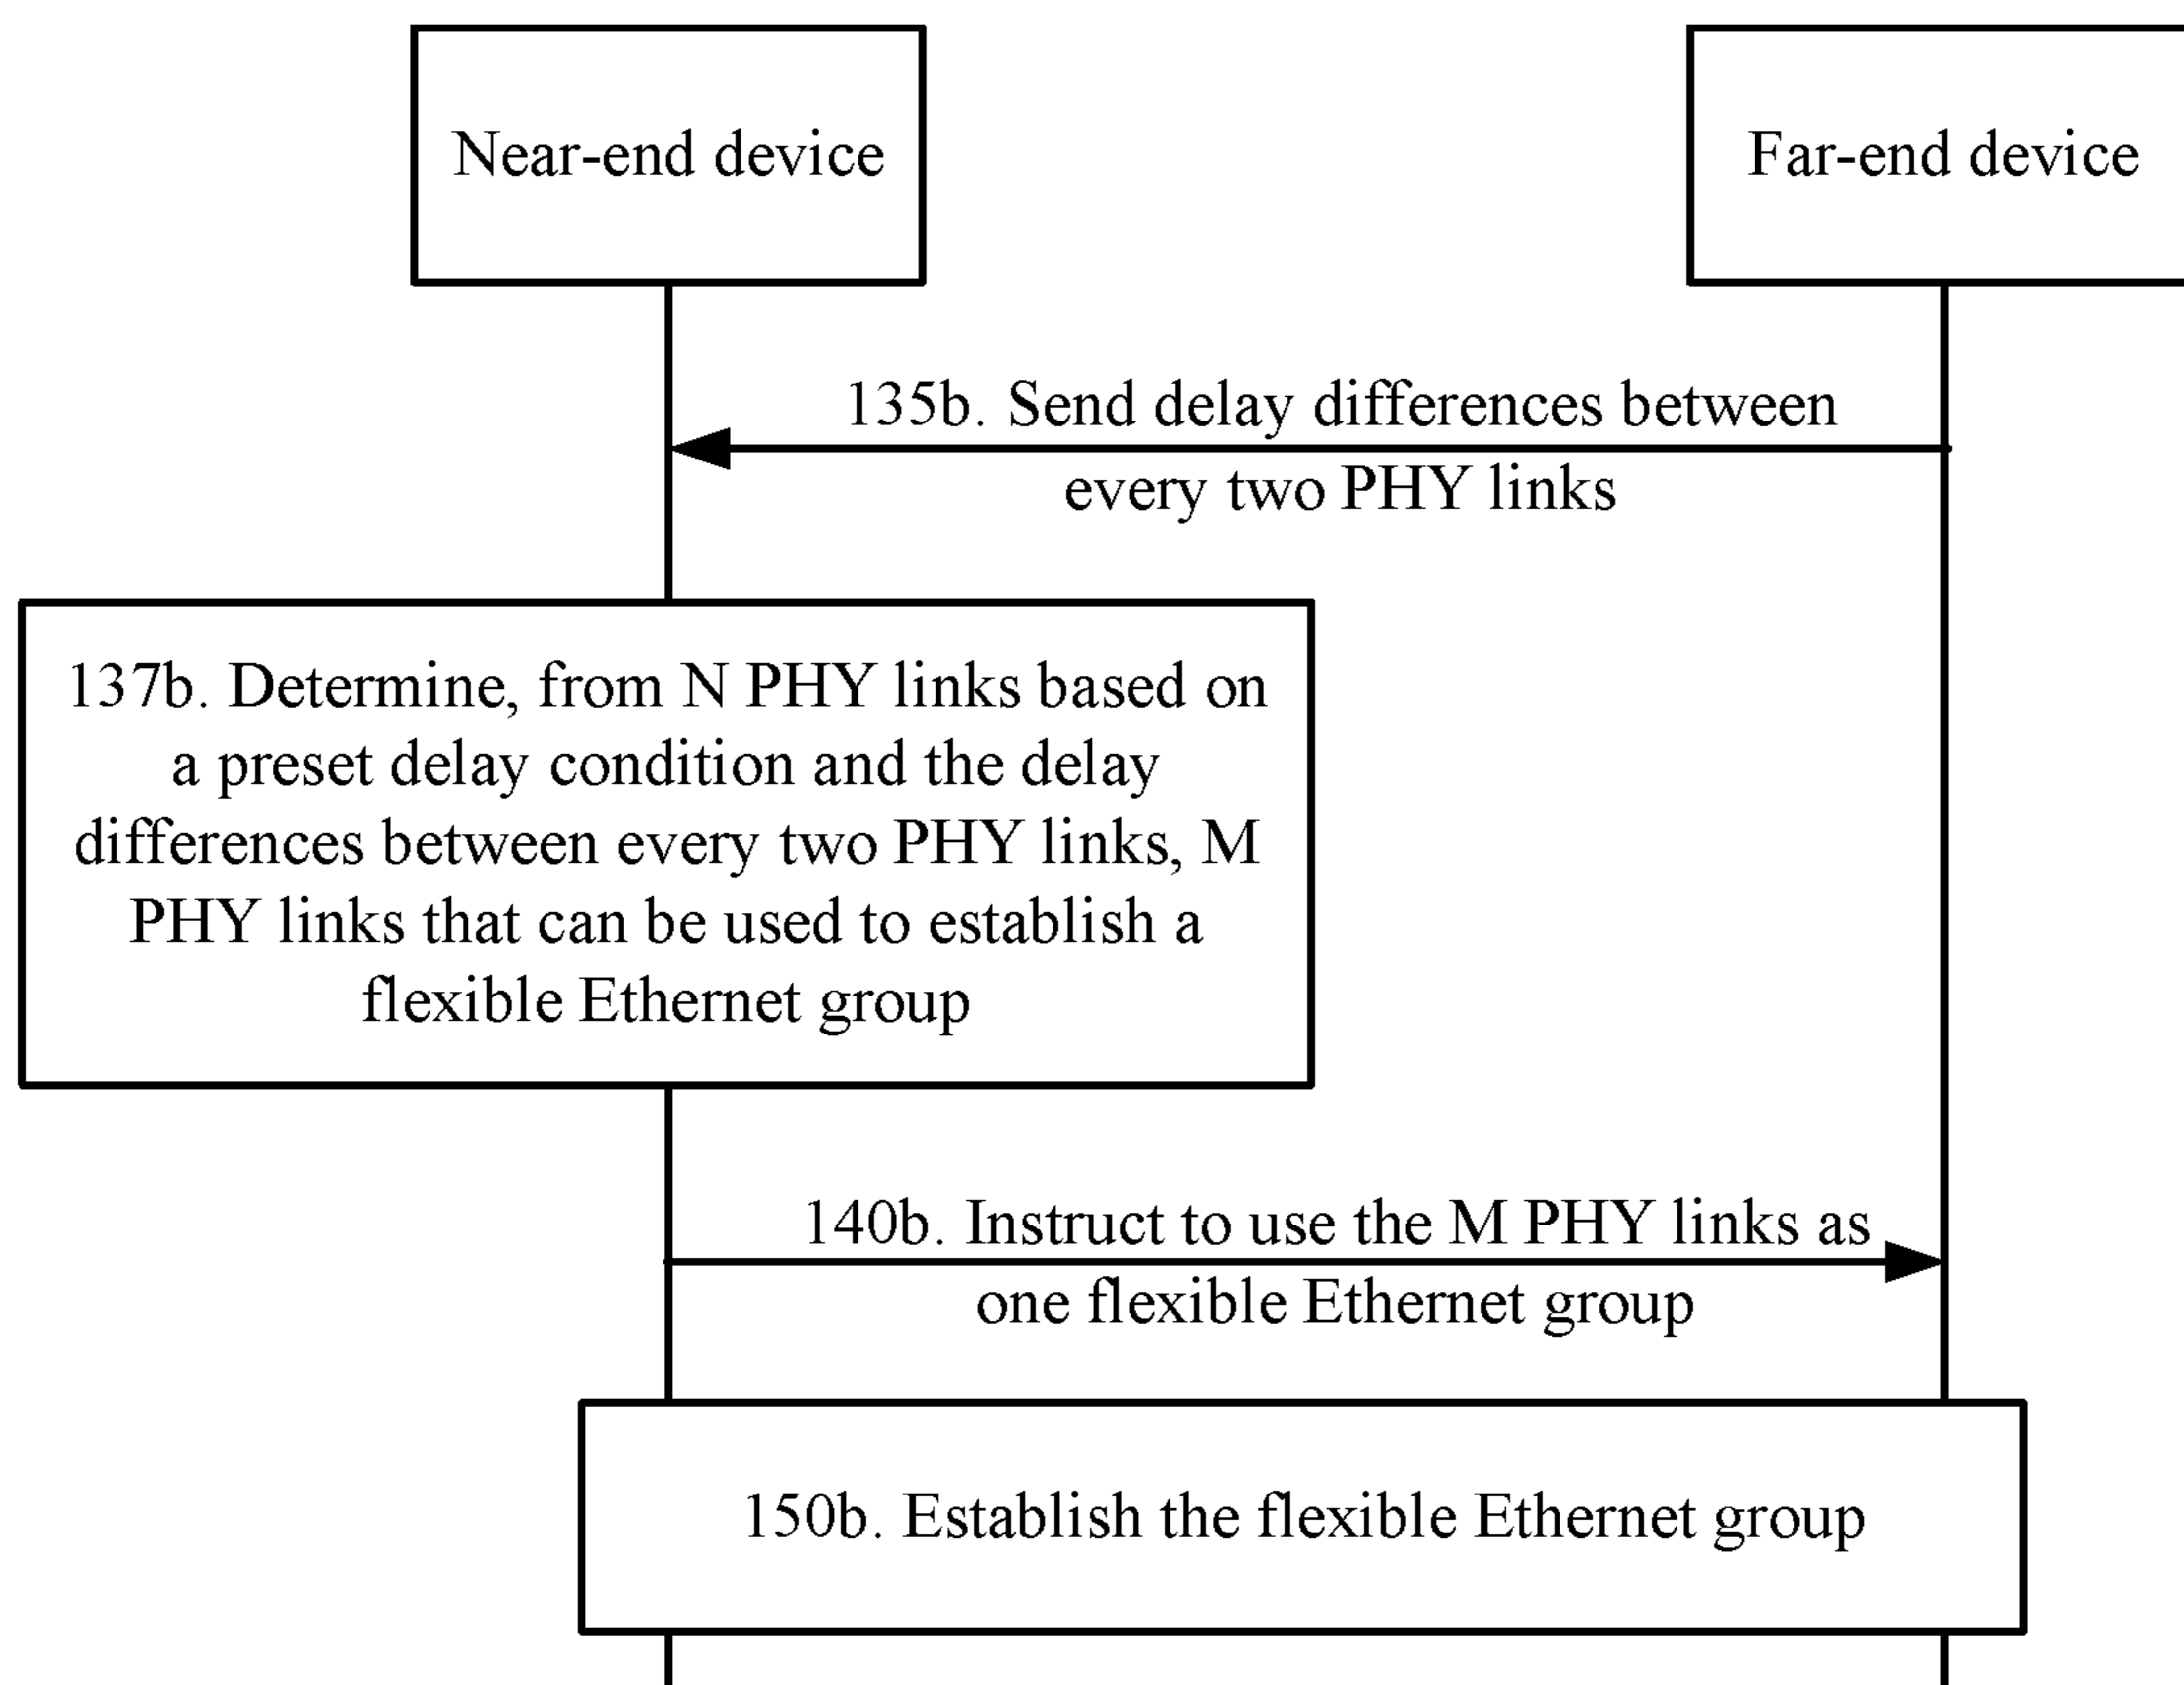 Near-end device
Far-end device
135b. Send delay differences between
every two PHY links
137b. Determine, from N PHY links based on
a preset delay condition and the delay
differences between every two PHY links, M
PHY links that can be used to establish a
flexible Ethernet group
140b. Instruct to use the M PHY links as
one flexible Ethernet group
150b. Establish the flexible Ethernet group